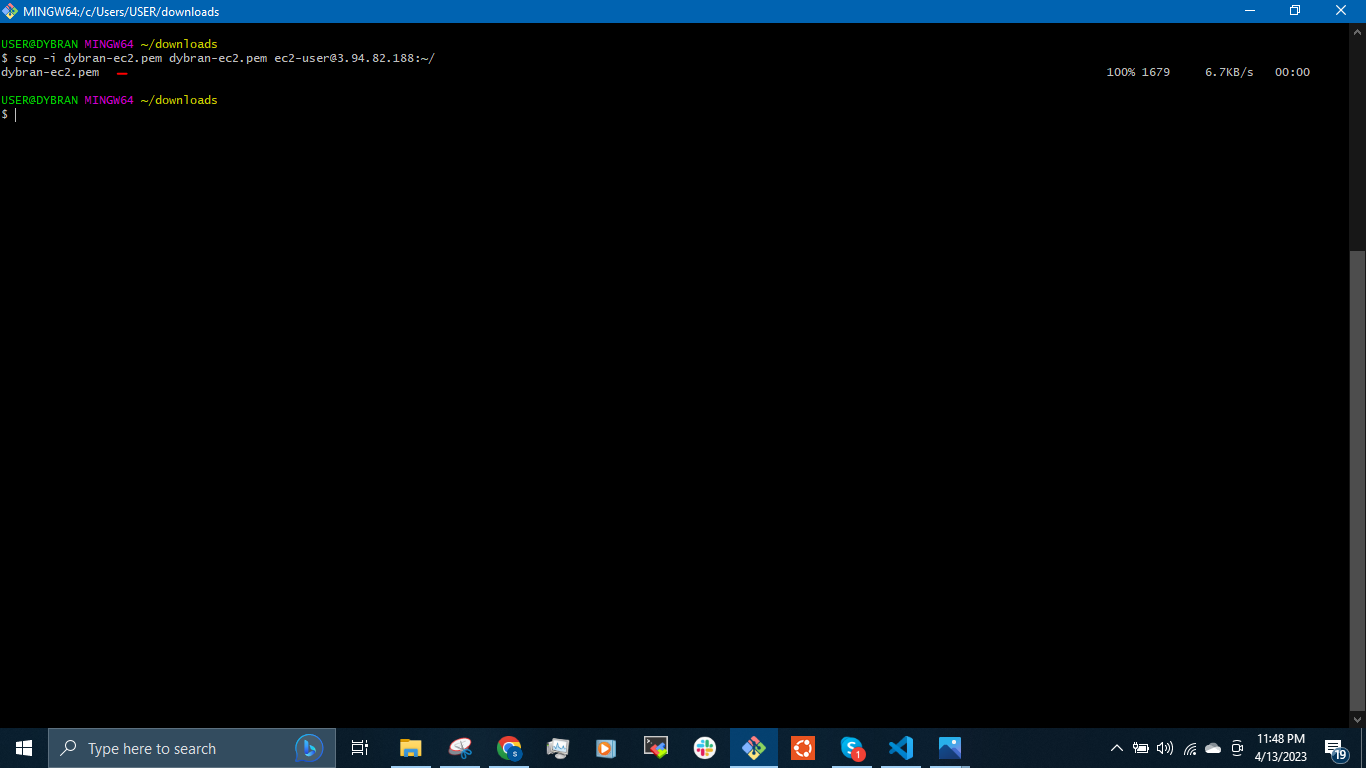 MINGW64:/c/Users/USER/downloads
USER@DYBRAN MINGW64 ~/downloads
$ scp -i dybran-ec2.pem dybran-ec2.pem ec2-user@3.94.82.188:~/
dybran-ec2.pem 100% 1679 6.7KB/s 00:00
USER@DYBRAN MINGW64 ~/downloads
$
Type here to search
S
S 1
11:48 PM
4/13/2023
19